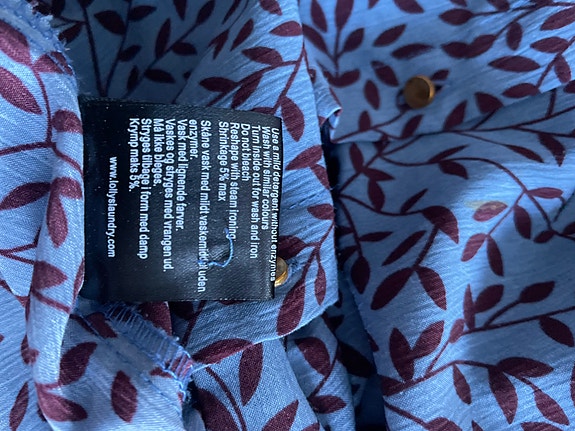 Use a mild detergent without enzymes
Wash with similar colours
Turn inside out for wash and iron
Do not bleach
Reshape with steam ironing
Shrinkage 5% max
Skåne vask med mildt vaskemiddel uden
enzymer.
Vask med lignende farver.
Vaskes og stryges med vrangen ud.
Må ikke bleges.
Stryges tilbage i form med damp
Krymp maks 5%.
www.lollyslaundry.com